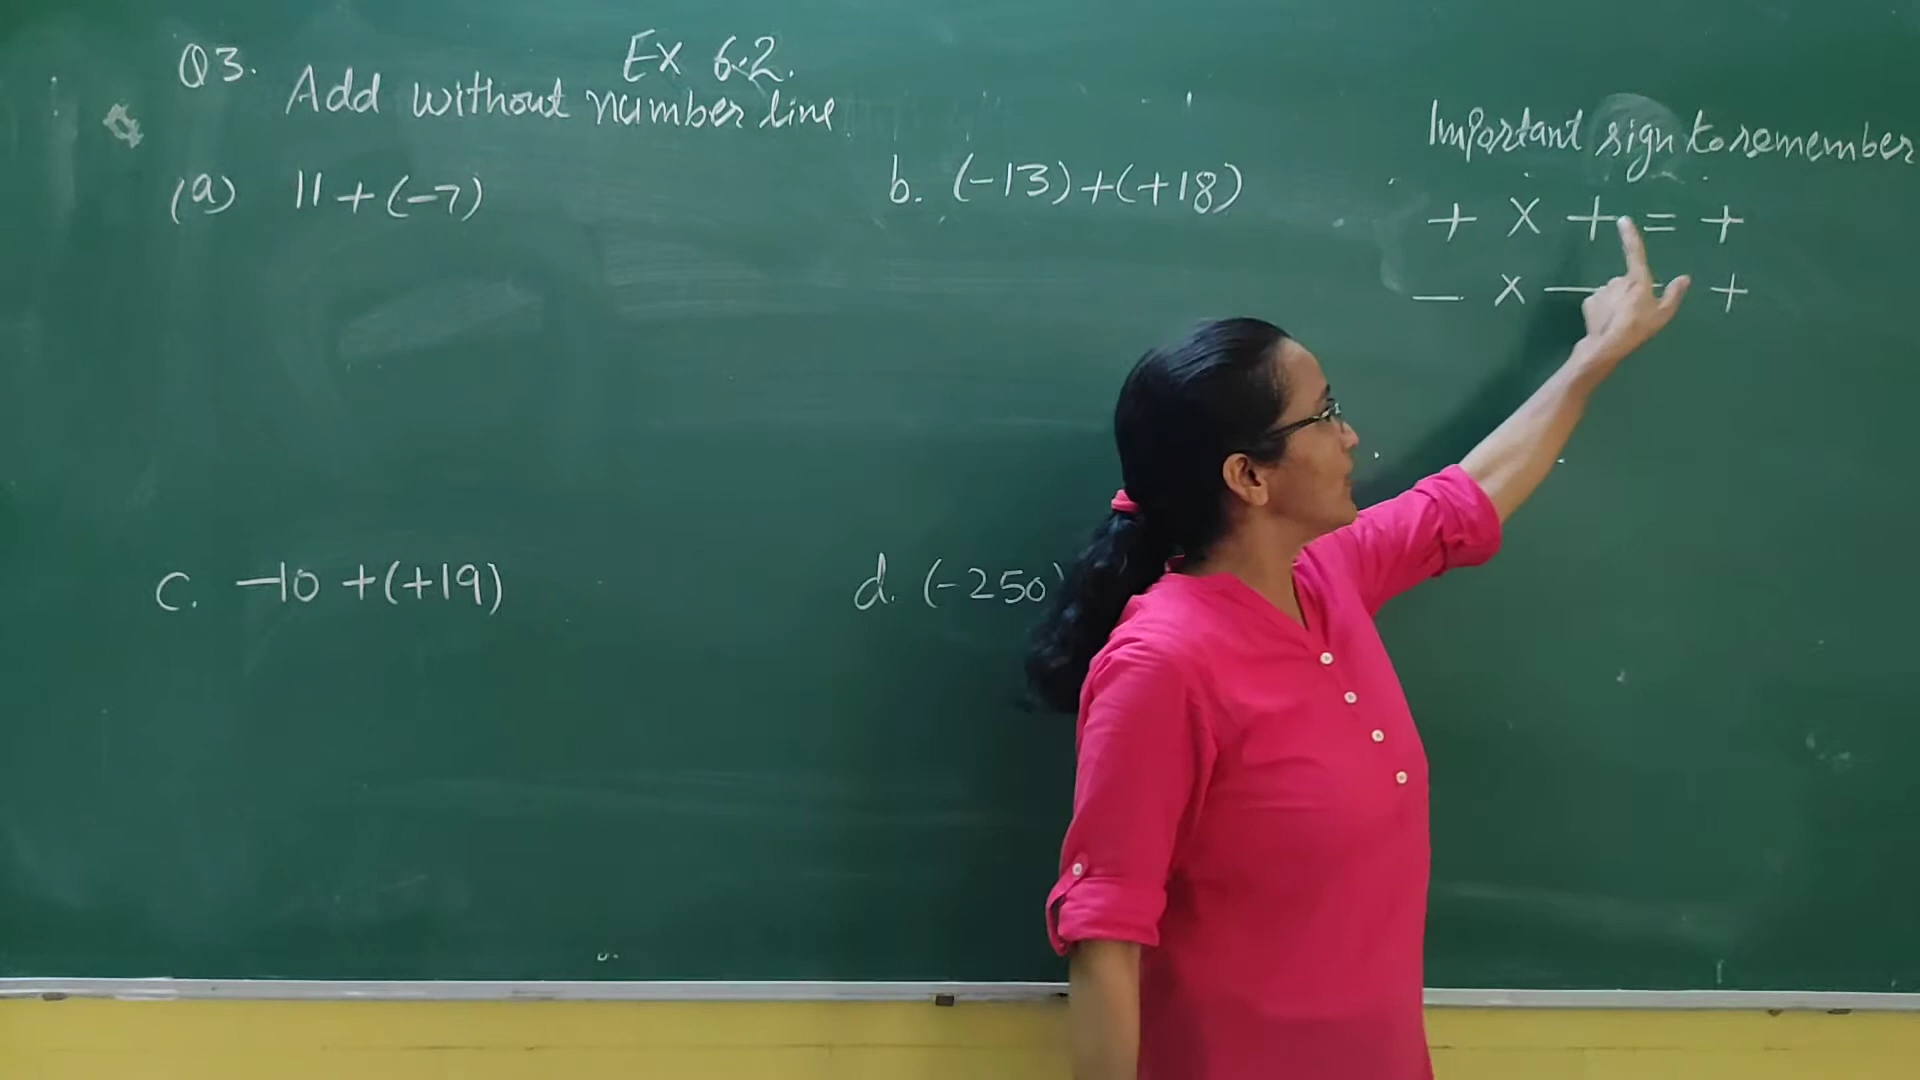 Ex 6.2.
Q3. Add without number line
(a) 11 + (-7)
b. (-13) + (+18)
Important sign to remember
+ × + = +
- × - +
c. -10 + (+19)
d. (-250)